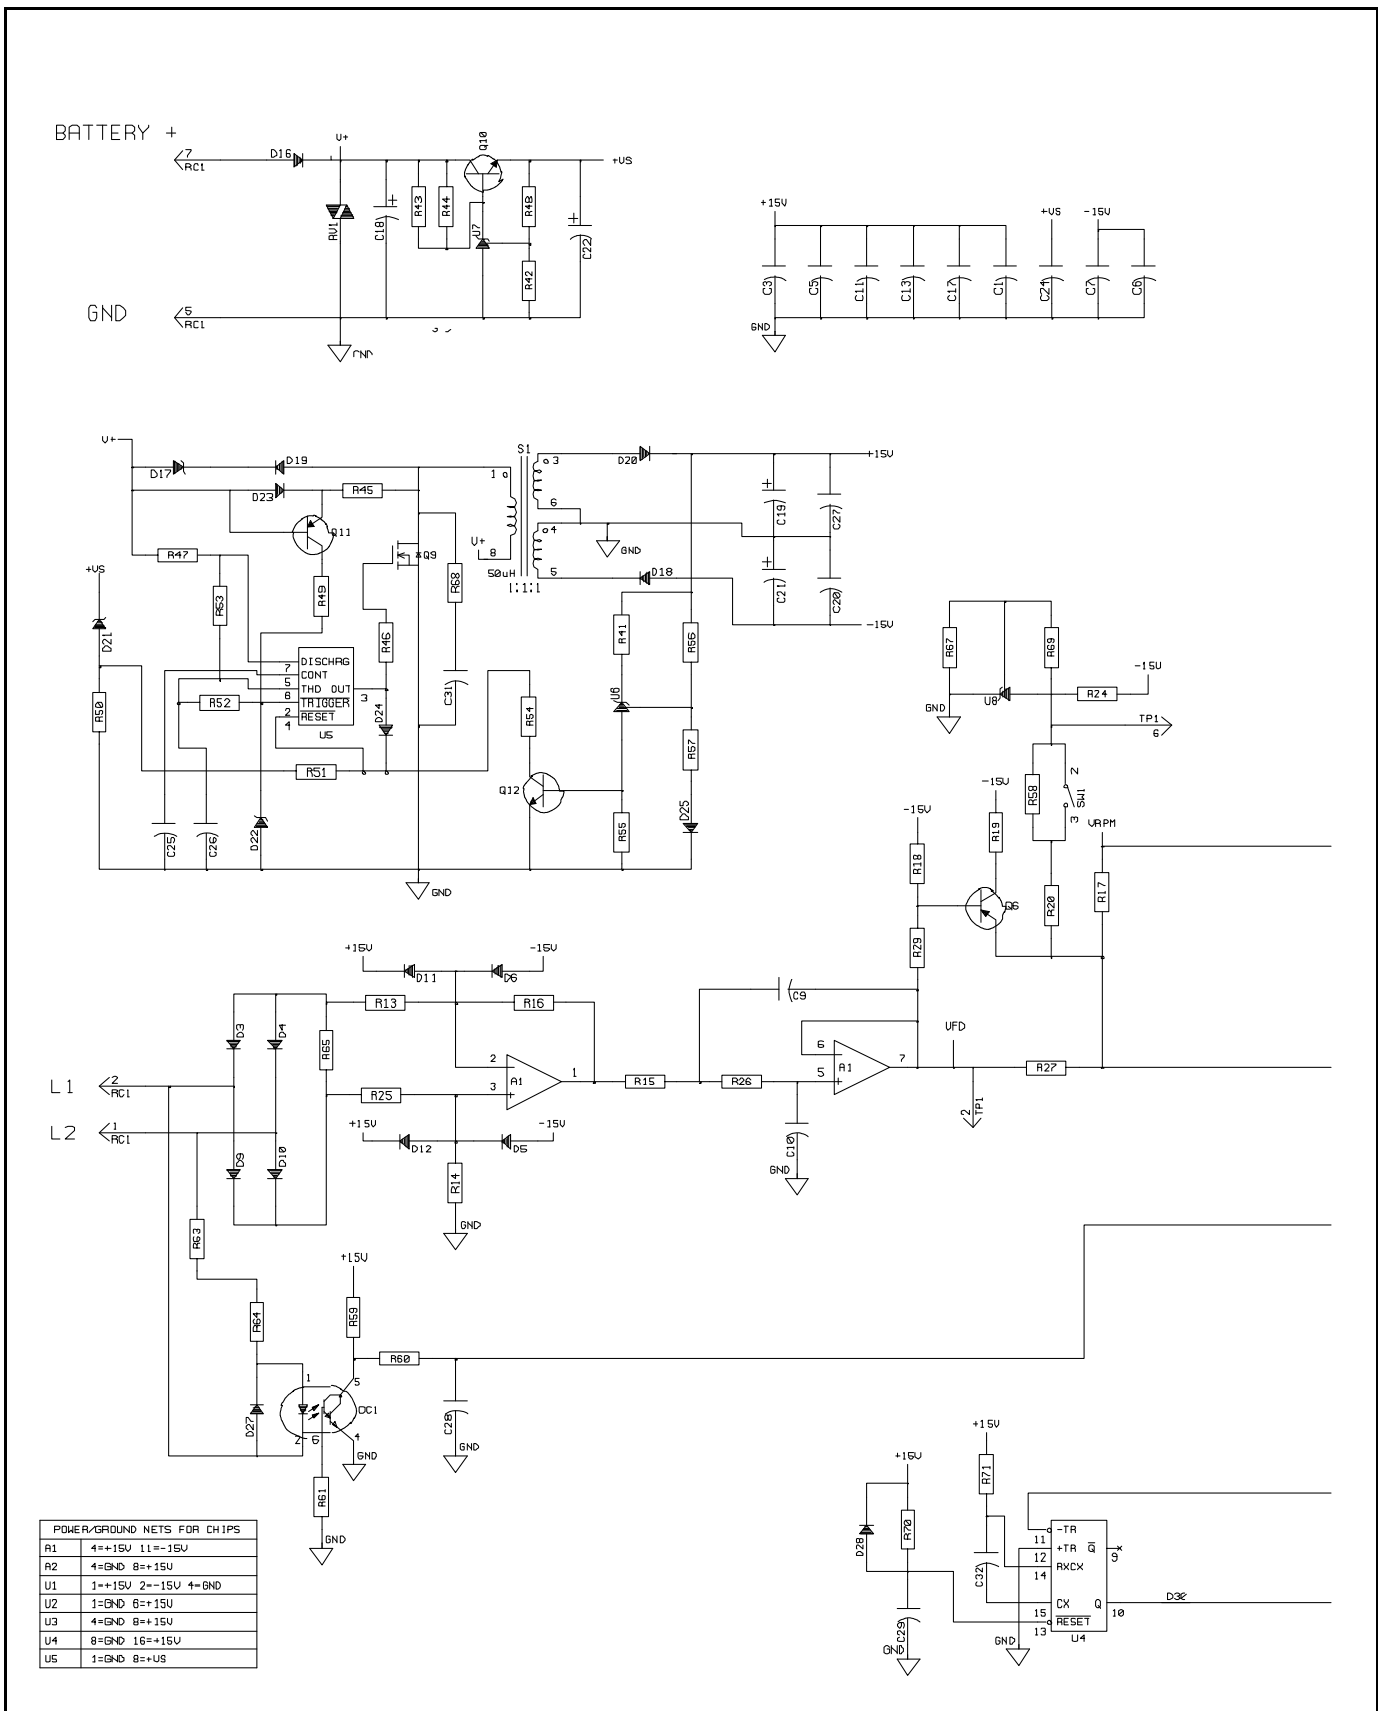 BATTERY +
7
RC1
D16
V+
Q10
+VS
RV1
C18
+
R43
R44
U7
R48
R42
+
C22
GND
5
RC1
+15V
+VS
-15V
C3
C5
C11
C13
C17
C1
C24
C7
C6
GND
V+
D17
D19
D23
R45
Q11
R47
+VS
R53
R49
D21
R50
DISCHRG
7
CONT
5
THD OUT
3
6
TRIGGER
2
RESET
4
U5
R52
R51
C25
C26
D22
Q9
R46
D24
R68
C31
GND
S1
1
3
6
4
5
V+
8
50uH
1:1:1
D20
D18
GND
+15V
+
C19
C27
+
C21
C20
-15V
R41
R56
U6
R57
R54
Q12
R55
D25
R67
R69
-15V
U8
R24
GND
TP1
6
2
SW1
3
R58
-15V
R19
-15V
R18
VRPM
R17
Q6
R20
R29
+15V
-15V
D11
D6
R13
R16
C9
D3
D4
R65
2
A1
1
3
R25
R15
R26
6
A1
7
5
VFD
R27
2
TP1
L1
2
RC1
L2
1
RC1
+15V
-15V
D12
D5
R14
GND
C10
GND
D9
D10
R63
+15V
R59
R64
R60
1
5
OC1
D27
2
6
4
GND
C28
GND
R61
GND
POWER/GROUND NETS FOR CHIPS
A1 4=+15V 11=-15V
A2 4=GND 8=+15V
U1 1=+15V 2=-15V 4=GND
U2 1=GND 6=+15V
U3 4=GND 8=+15V
U4 8=GND 16=+15V
U5 1=GND 8=+VS
+15V
+15V
R71
R70
D28
C32
C29
GND
GND
-TR
11
+TR Q
9
12
RXCX
14
CX Q
10
15
RESET
13
U4